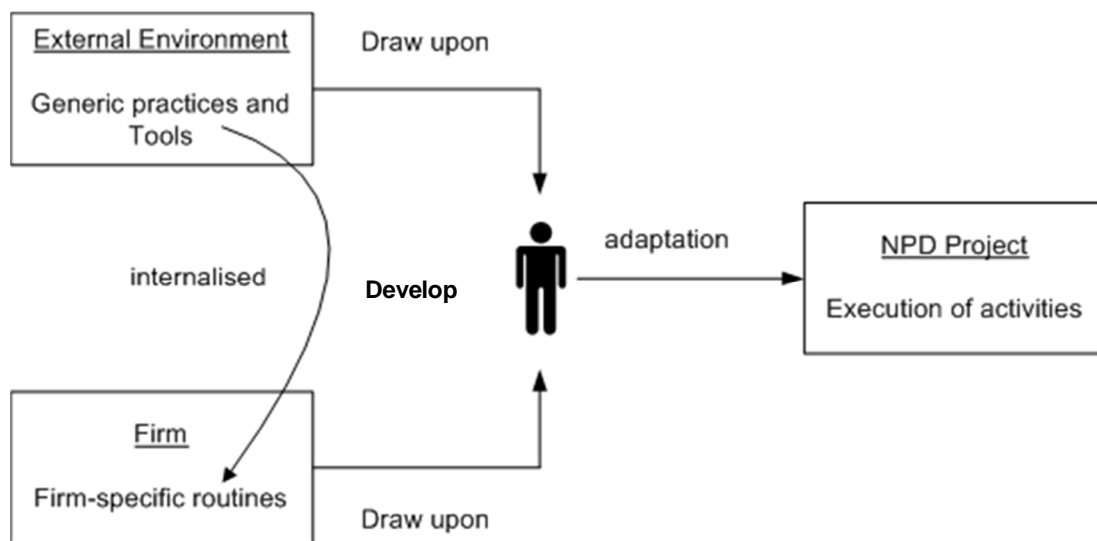 External Environment
Generic practices and
Tools
Draw upon
internalised
Develop
adaptation
NPD Project
Execution of activities
Firm
Firm-specific routines
Draw upon